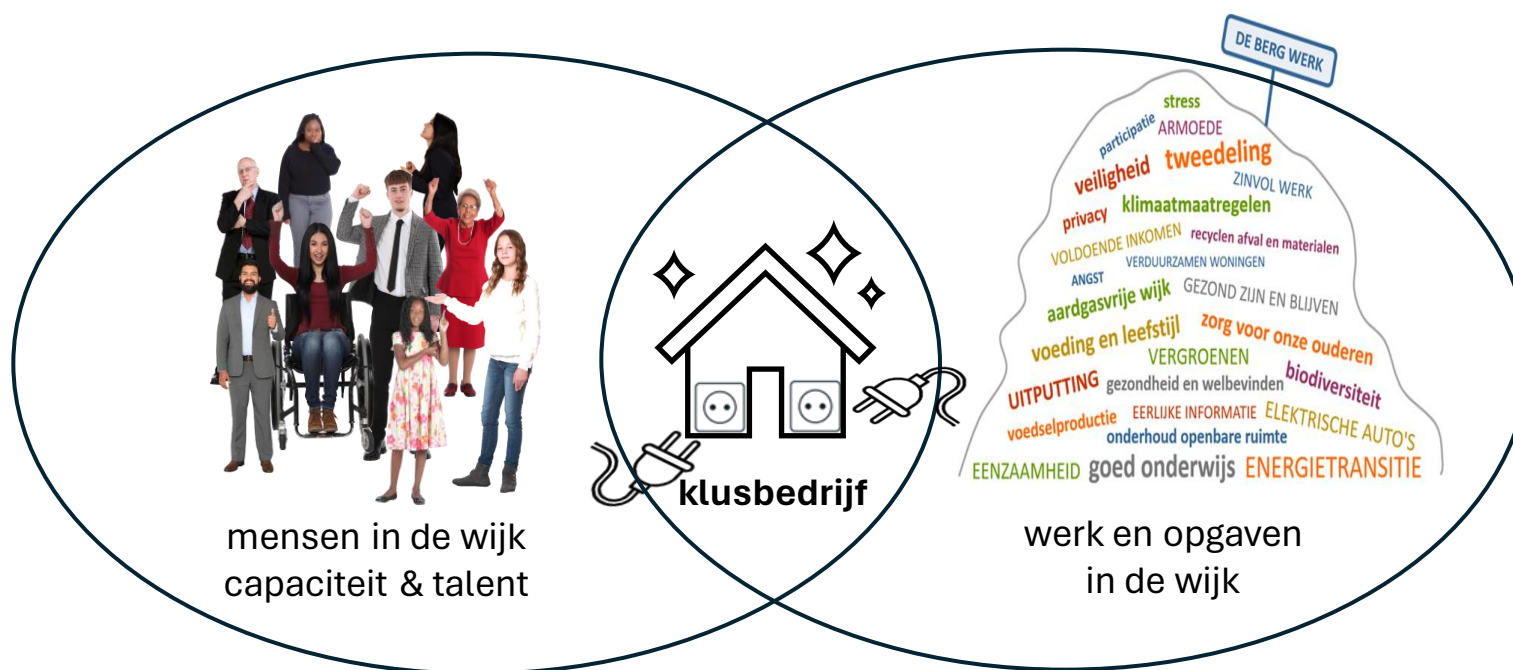 DE BERG WERK
stress
participatie
ARMOEDE
veiligheid
tweedeling
ZINVOL WERK
privacy
klimaatmaatregelen
VOLDOENDE INKOMEN
recyclen afval en materialen
VERDUURZAMEN WONINGEN
ANGST
aardgasvrije wijk
GEZOND ZIJN EN BLIJVEN
voeding en leefstijl
zorg voor onze ouderen
VERGROENEN
UITPUTTING
gezondheid en welbevinden
biodiversiteit
voedselproductie
EERLIJKE INFORMATIE
ELEKTRISCHE AUTO'S
onderhoud openbare ruimte
EENZAAMHEID
goed onderwijs
ENERGIETRANSITIE
klusbedrijf
mensen in de wijk
capaciteit & talent
werk en opgaven
in de wijk